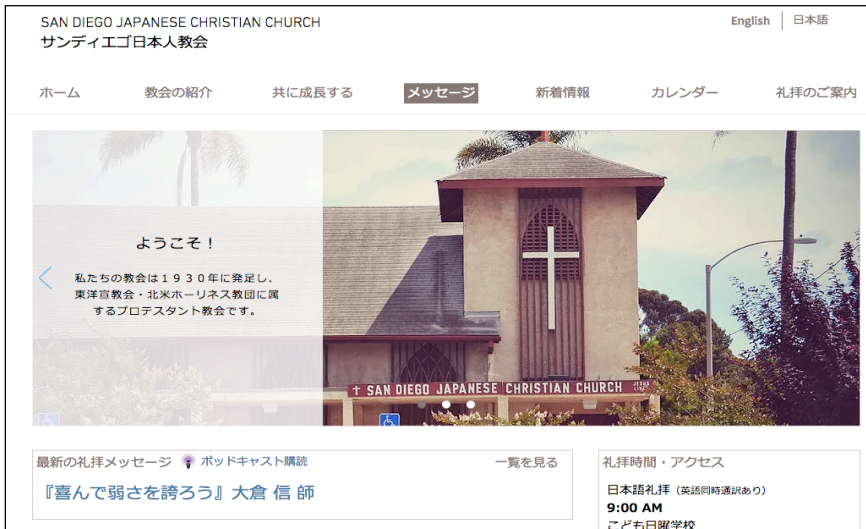 SAN DIEGO JAPANESE CHRISTIAN CHURCH
サンディエゴ日本人教会
English 日本語
ホーム 教会の紹介 共に成長する メッセージ 新着情報 カレンダー 礼拝のご案内
ようこそ！
私たちの教会は１９３０年に発足し、
東洋宣教会・北米ホーリネス教団に属
するプロテスタント教会です。
SAN DIEGO JAPANESE CHRISTIAN CHURCH
最新の礼拝メッセージ ポッドキャスト購読 一覧を見る
『喜んで弱さを誇ろう』大倉 信 師
礼拝時間・アクセス
日本語礼拝（英語同時通訳あり）
9:00 AM
こども日曜学校